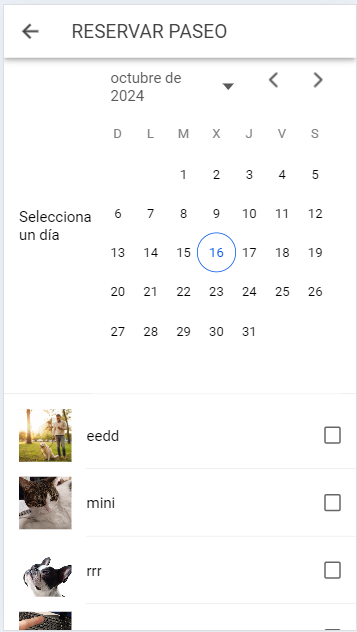 RESERVAR PASEO
octubre de
2024
D L M X J V S
1 2 3 4 5
6 7 8 9 10 11 12
Selecciona
un día
13 14 15 16 17 18 19
20 21 22 23 24 25 26
27 28 29 30 31
eedd
mini
rrr